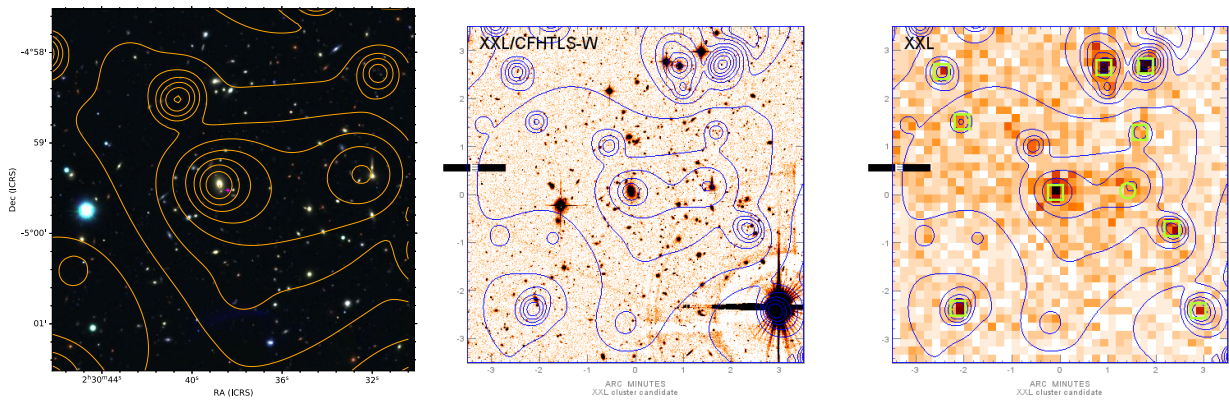 -4°58'
59'
-5°00'
01'
2ʰ30ᵐ44ˢ
40ˢ
36ˢ
32ˢ
RA (ICRS)
Dec (ICRS)
XXL/CFHTLS-W
3
2
1
0
-1
-2
-3
-3
-2
-1
0
1
2
3
ARC MINUTES
XXL cluster candidate
XXL
3
2
1
0
-1
-2
-3
-3
-2
-1
0
1
2
3
ARC MINUTES
XXL cluster candidate